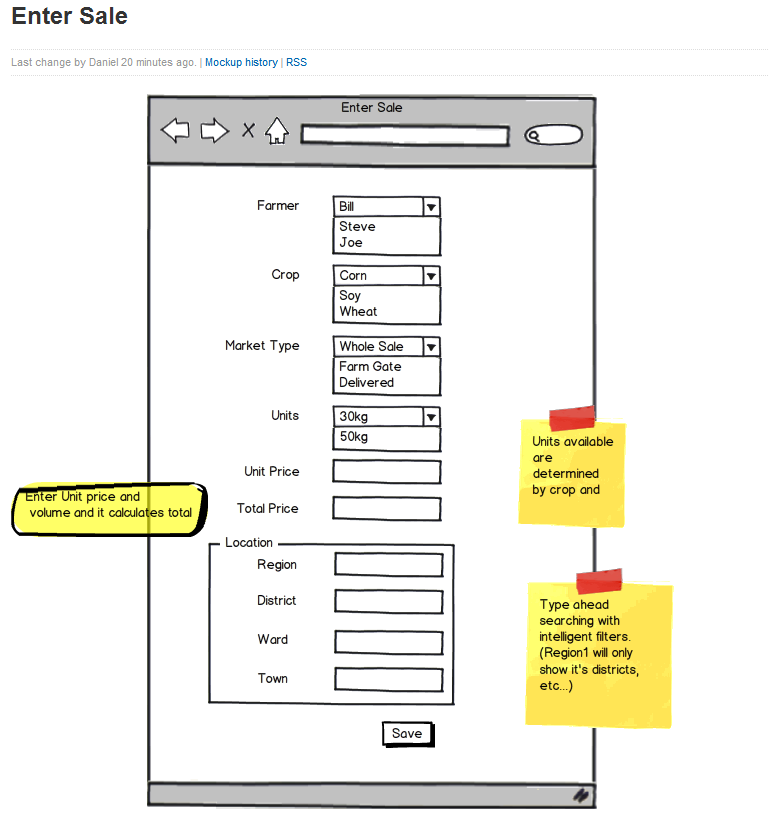 Enter Sale
Last change by Daniel 20 minutes ago. | Mockup history | RSS
Enter Sale
Farmer
Bill
Steve
Joe
Crop
Corn
Soy
Wheat
Market Type
Whole Sale
Farm Gate
Delivered
Units
30kg
50kg
Units available
are
determined
by crop and
Unit Price
Enter Unit price and
volume and it calculates total
Total Price
Location
Region
District
Ward
Town
Type ahead
searching with
intelligent filters.
(Region1 will only
show it's districts,
etc...)
Save